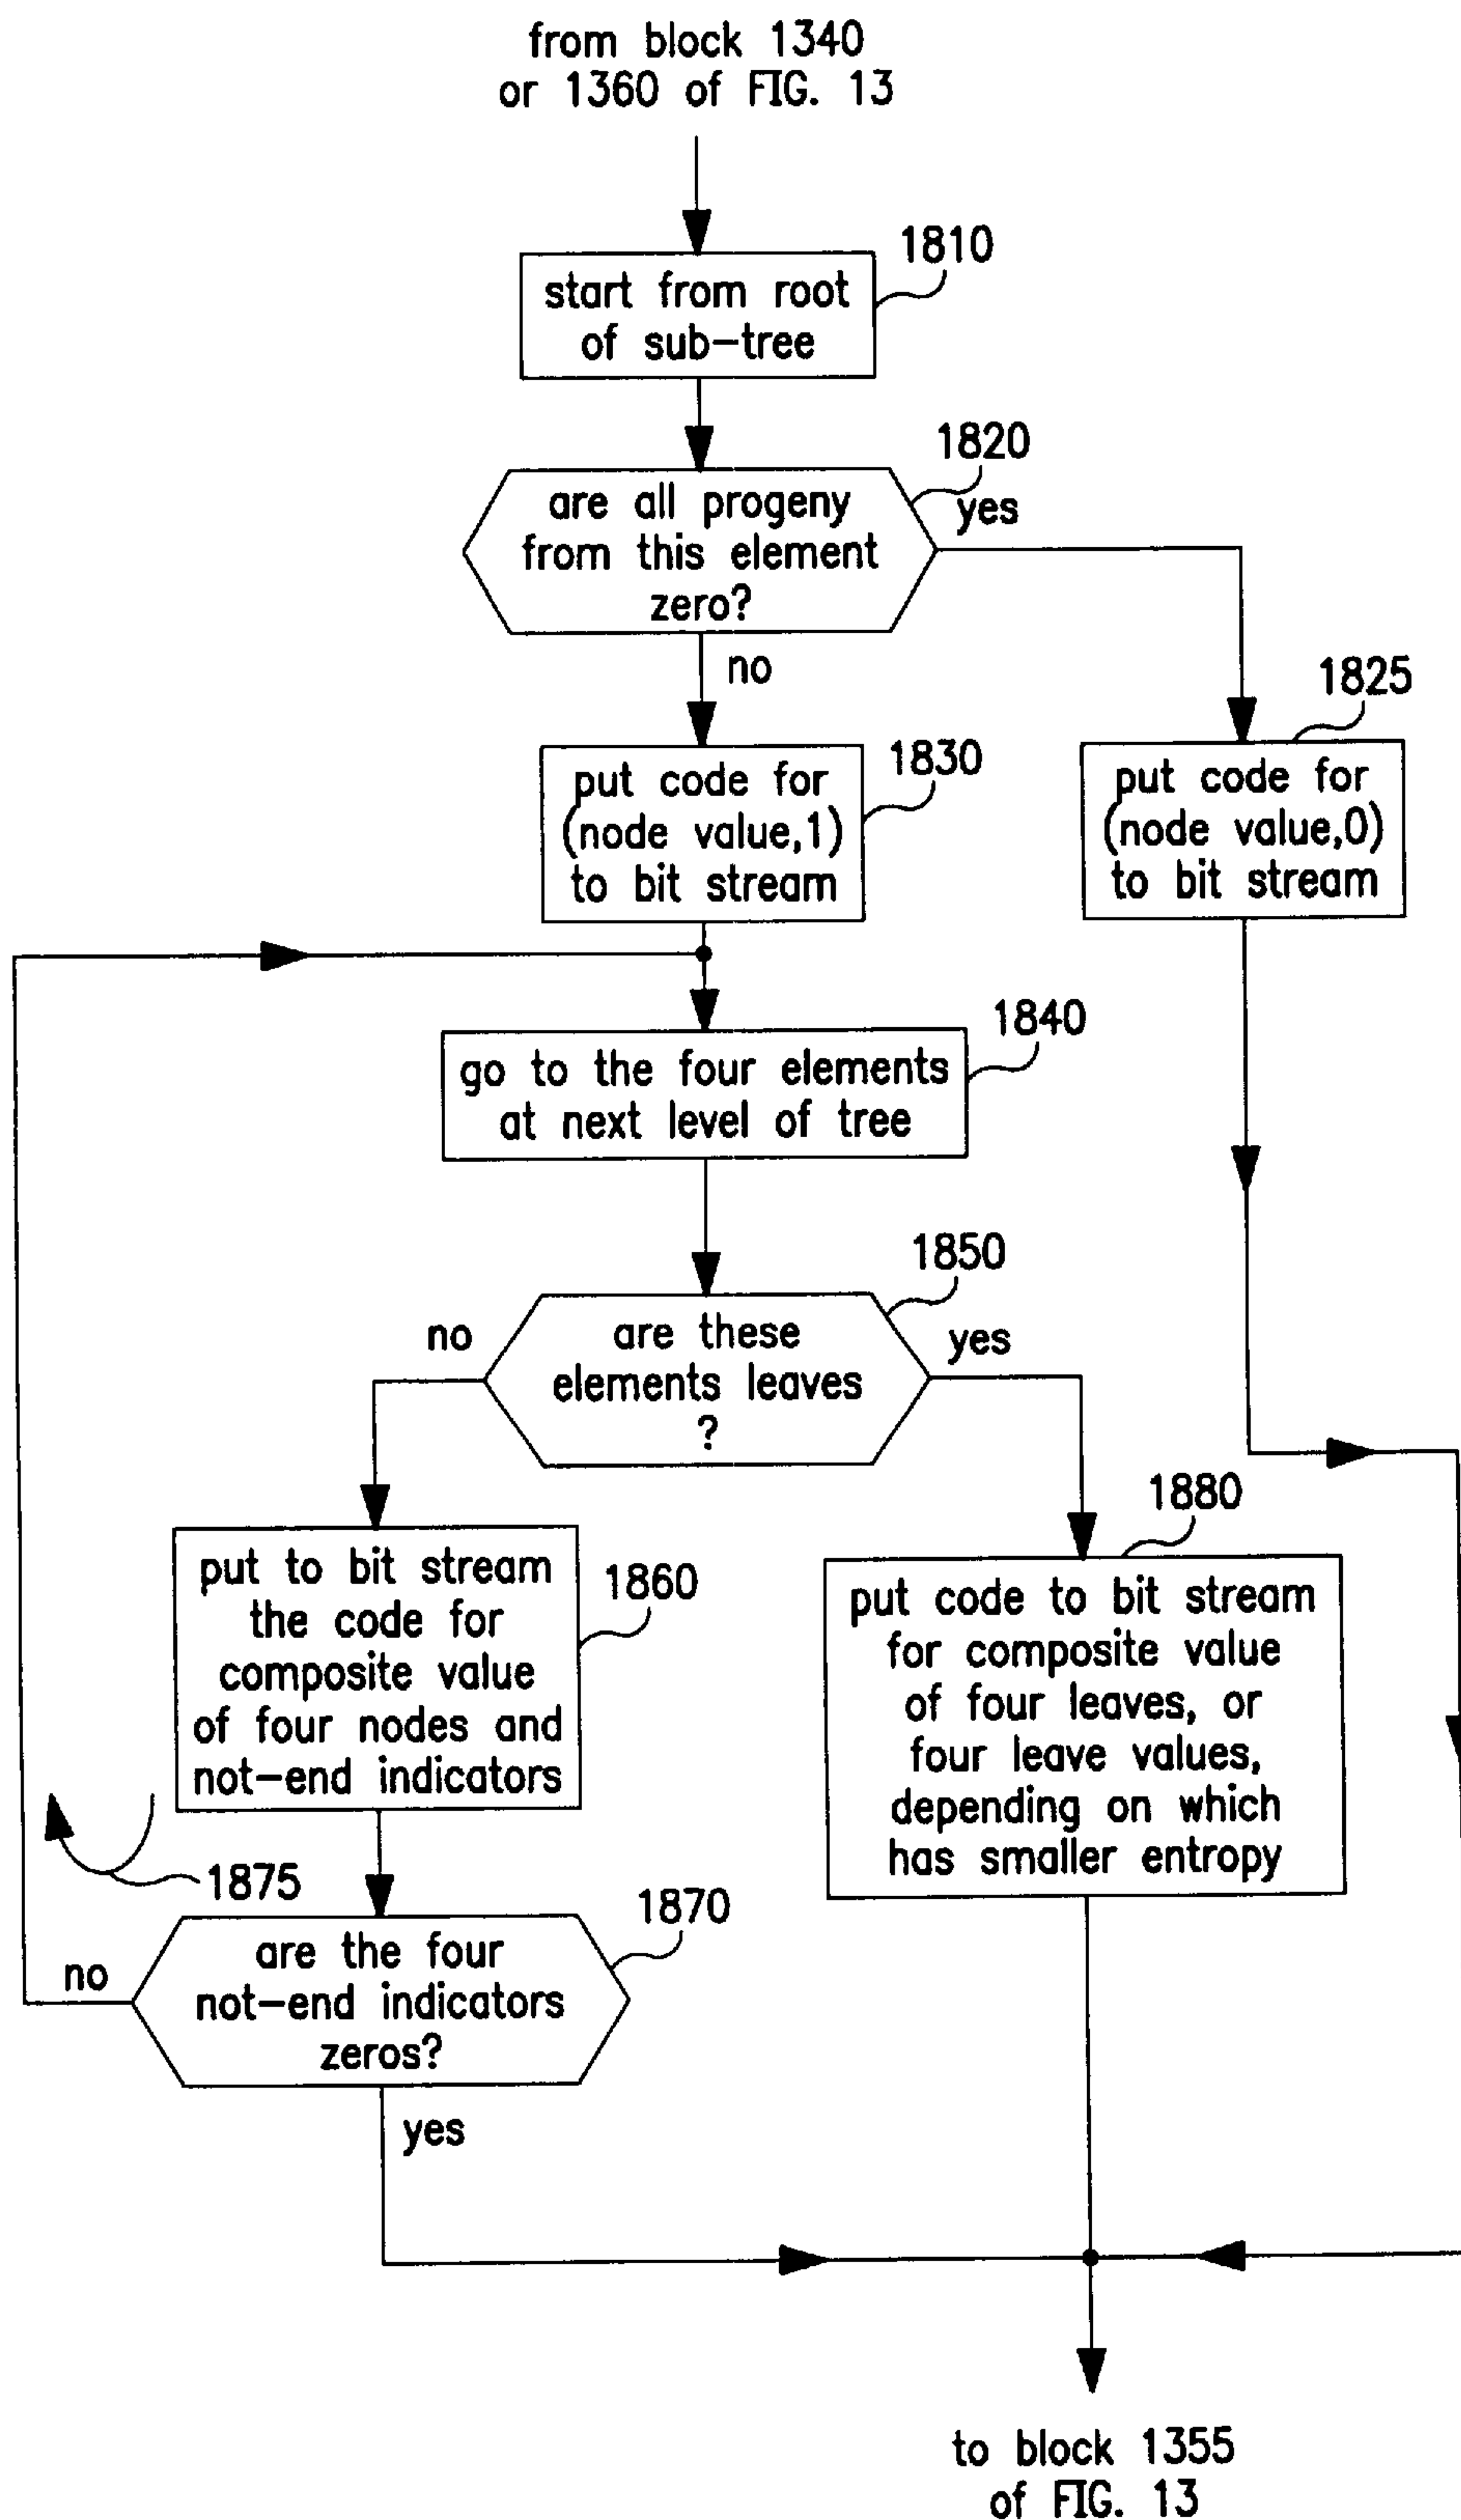 from block 1340
or 1360 of FIG. 13
1810
start from root
of sub-tree
1820
are all progeny
from this element
zero?
yes
no
1825
1830
put code for
(node value,1)
to bit stream
put code for
(node value,0)
to bit stream
1840
go to the four elements
at next level of tree
1850
no
are these
elements leaves
?
yes
1880
put to bit stream
the code for
composite value
of four nodes and
not-end indicators
1860
put code to bit stream
for composite value
of four leaves, or
four leave values,
depending on which
has smaller entropy
1875
1870
no
are the four
not-end indicators
zeros?
yes
to block 1355
of FIG. 13